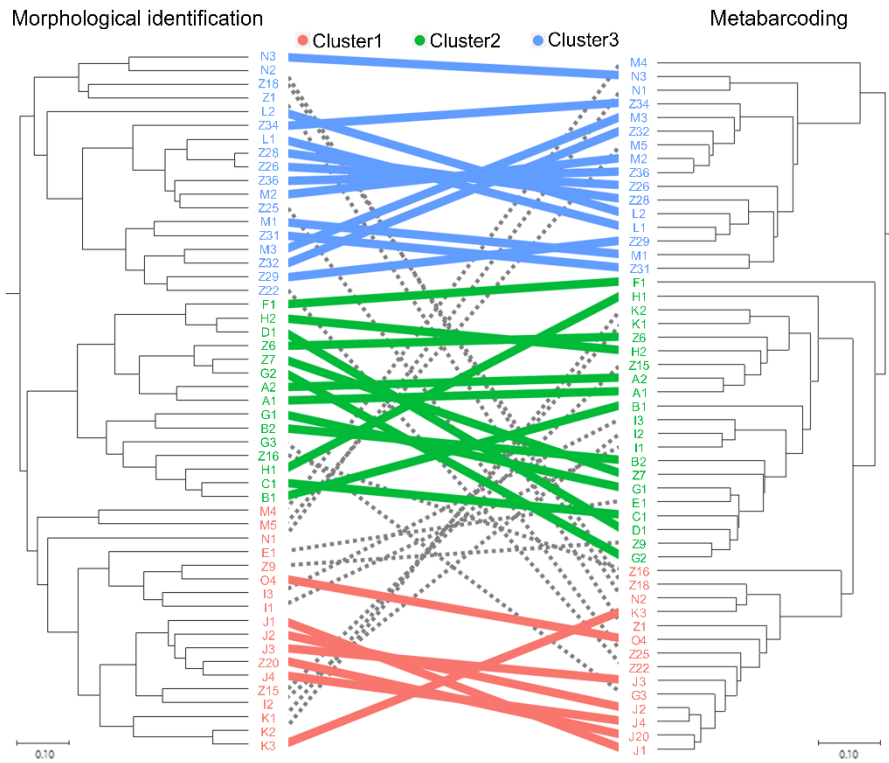 Morphological identification
Metabarcoding
Cluster1
Cluster2
Cluster3
N3
N2
Z18
Z1
L2
Z34
L1
Z28
Z26
Z36
M2
Z25
M1
Z31
M3
Z32
Z29
Z22
F1
H2
D1
Z6
Z7
G2
A2
A1
G1
B2
G3
Z16
H1
C1
B1
M4
M5
N1
E1
Z9
O4
I3
I1
J1
J2
J3
Z20
J4
Z15
I2
K1
K2
K3
0.10
M4
N3
N1
Z34
M3
Z32
M5
M2
Z36
Z26
Z28
L2
L1
Z29
M1
Z31
F1
H1
K2
K1
Z6
H2
Z15
A2
A1
B1
I3
I2
I1
B2
Z7
G1
E1
C1
D1
Z9
G2
Z16
Z18
N2
K3
Z1
O4
Z25
Z22
J3
G3
J2
J4
J20
J1
0.10